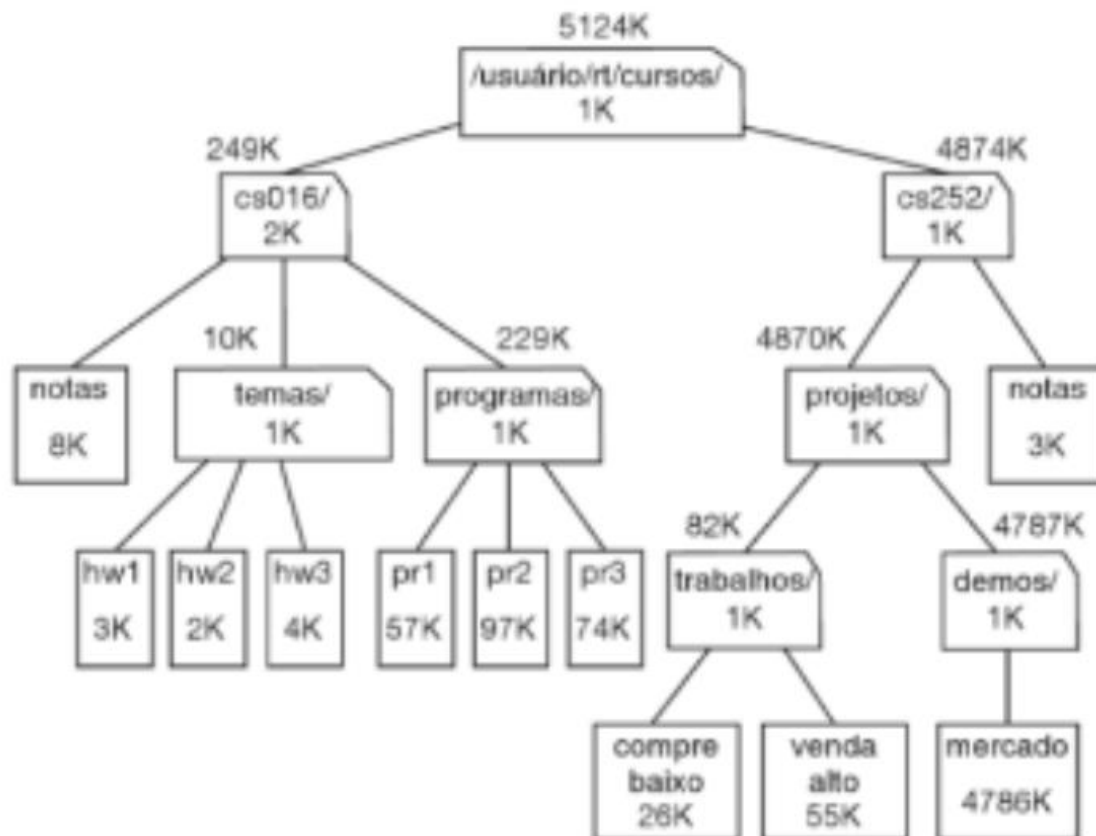 5124K
/usuário/rt/cursos/
1K
249K
4874K
cs016/
2K
cs252/
1K
10K
229K
4870K
notas
8K
temas/
1K
programas/
1K
projetos/
1K
notas
3K
82K
4787K
hw1
3K
hw2
2K
hw3
4K
pr1
57K
pr2
97K
pr3
74K
trabalhos/
1K
demos/
1K
compre
baixo
26K
venda
alto
55K
mercado
4786K